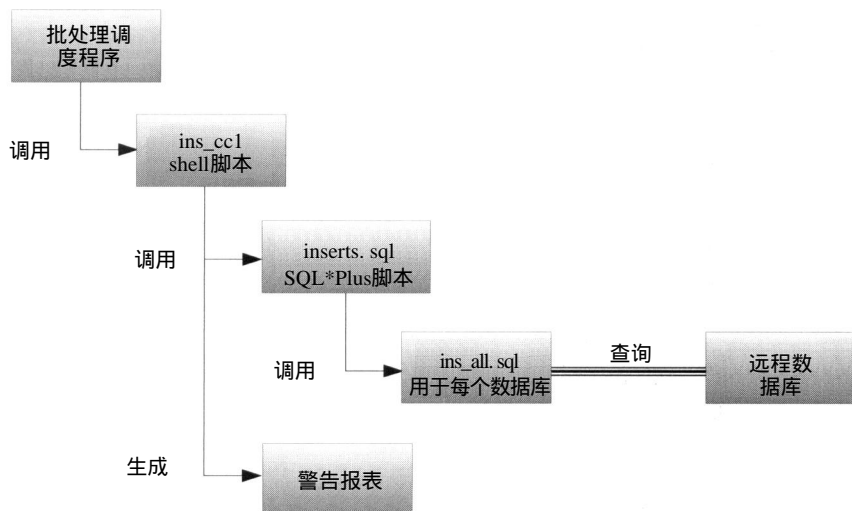 批处理调
度程序
调用
ins_cc1
shell脚本
调用
inserts. sql
SQL*Plus脚本
调用
ins_all. sql
用于每个数据库
查询
远程数
据库
生成
警告报表